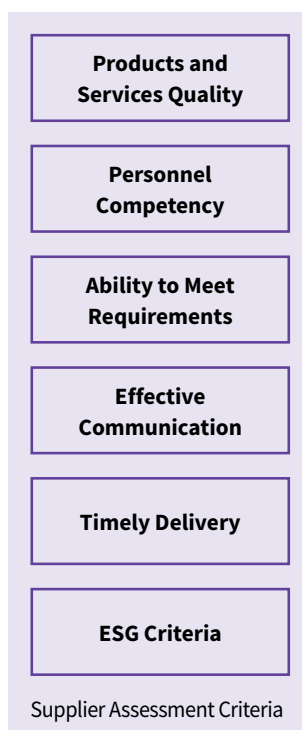 Products and
Services Quality
Personnel
Competency
Ability to Meet
Requirements
Effective
Communication
Timely Delivery
ESG Criteria
Supplier Assessment Criteria